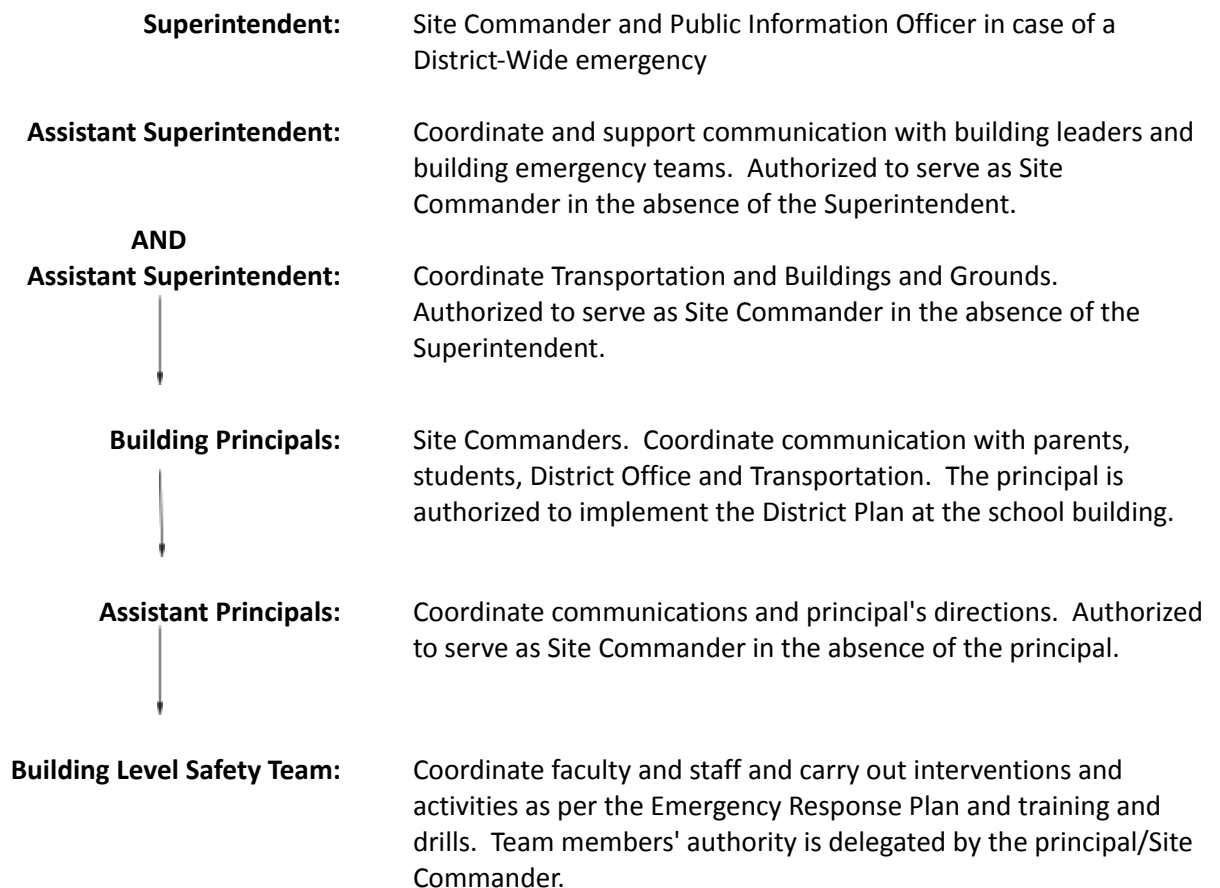 Superintendent: Site Commander and Public Information Officer in case of a
District-Wide emergency
Assistant Superintendent: Coordinate and support communication with building leaders and
building emergency teams.  Authorized to serve as Site
Commander in the absence of the Superintendent.
AND
Assistant Superintendent: Coordinate Transportation and Buildings and Grounds.
Authorized to serve as Site Commander in the absence of the
Superintendent.
Building Principals: Site Commanders.  Coordinate communication with parents,
students, District Office and Transportation.  The principal is
authorized to implement the District Plan at the school building.
Assistant Principals: Coordinate communications and principal's directions.  Authorized
to serve as Site Commander in the absence of the principal.
Building Level Safety Team: Coordinate faculty and staff and carry out interventions and
activities as per the Emergency Response Plan and training and
drills.  Team members' authority is delegated by the principal/Site
Commander.